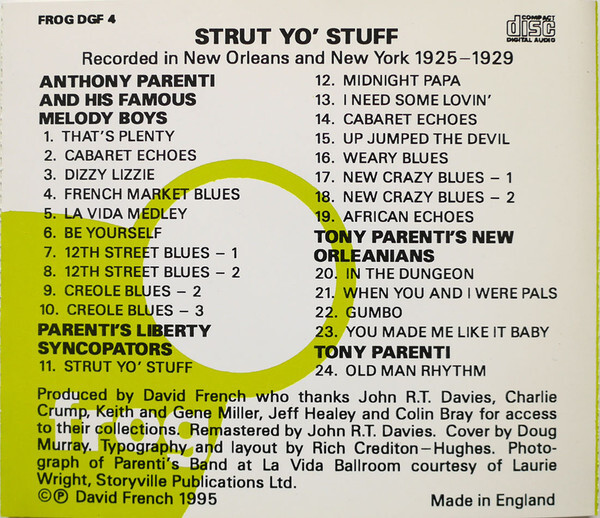 FROG DGF 4
COMPACT
disc
DIGITAL AUDIO
STRUT YO' STUFF
Recorded in New Orleans and New York 1925–1929
ANTHONY PARENTI
AND HIS FAMOUS
MELODY BOYS
1. THAT'S PLENTY
2. CABARET ECHOES
3. DIZZY LIZZIE
4. FRENCH MARKET BLUES
5. LA VIDA MEDLEY
6. BE YOURSELF
7. 12TH STREET BLUES – 1
8. 12TH STREET BLUES – 2
9. CREOLE BLUES – 2
10. CREOLE BLUES – 3
PARENTI'S LIBERTY
SYNCOPATORS
11. STRUT YO' STUFF
12. MIDNIGHT PAPA
13. I NEED SOME LOVIN'
14. CABARET ECHOES
15. UP JUMPED THE DEVIL
16. WEARY BLUES
17. NEW CRAZY BLUES – 1
18. NEW CRAZY BLUES – 2
19. AFRICAN ECHOES
TONY PARENTI'S NEW
ORLEANIANS
20. IN THE DUNGEON
21. WHEN YOU AND I WERE PALS
22. GUMBO
23. YOU MADE ME LIKE IT BABY
TONY PARENTI
24. OLD MAN RHYTHM
frog
Produced by David French who thanks John R.T. Davies, Charlie
Crump, Keith and Gene Miller, Jeff Healey and Colin Bray for access
to their collections. Remastered by John R.T. Davies. Cover by Doug
Murray. Typography and layout by Rich Crediton-Hughes. Photo-
graph of Parenti's Band at La Vida Ballroom courtesy of Laurie
Wright, Storyville Publications Ltd.
©℗ David French 1995
Made in England